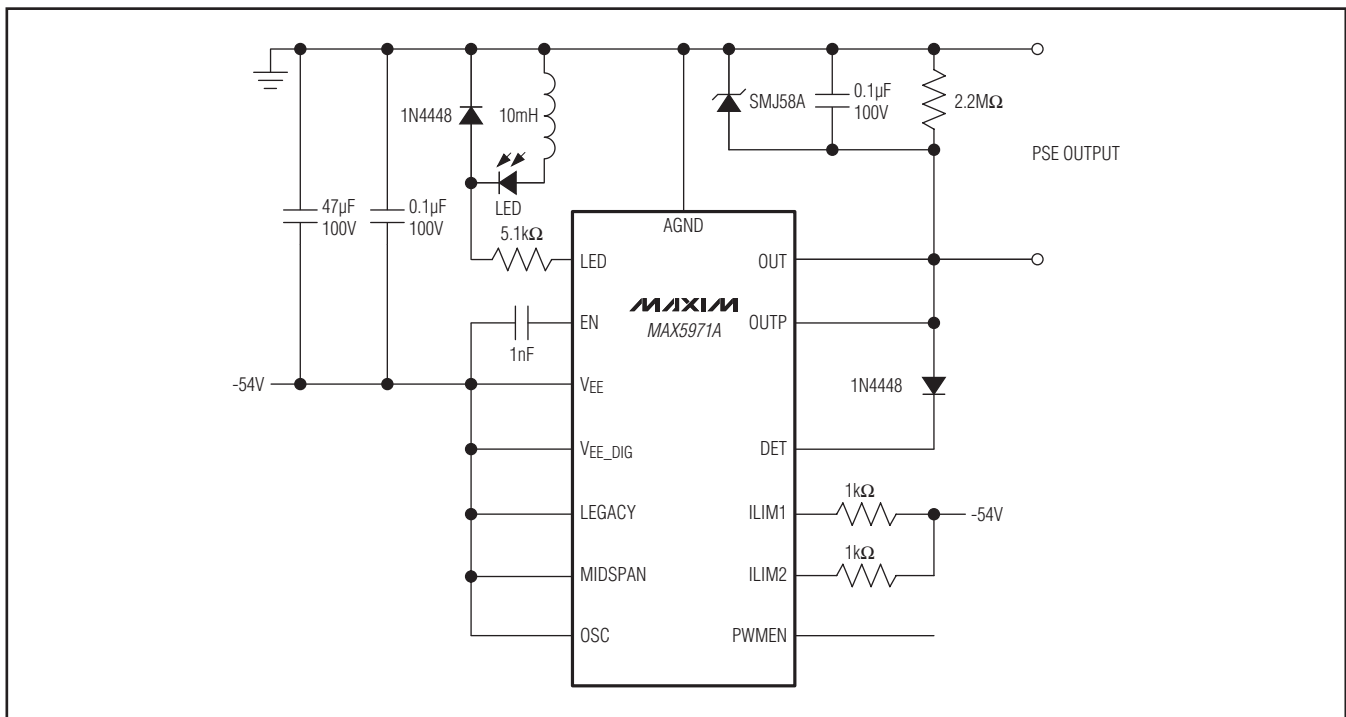 1N4448
10mH
SMJ58A
0.1µF
100V
2.2MΩ
PSE OUTPUT
47µF
100V
0.1µF
100V
LED
5.1kΩ
AGND
LED
OUT
MAXIM
MAX5971A
EN
OUTP
1nF
-54V
VEE
1N4448
VEE_DIG
DET
LEGACY
ILIM1
1kΩ
-54V
MIDSPAN
ILIM2
1kΩ
OSC
PWMEN